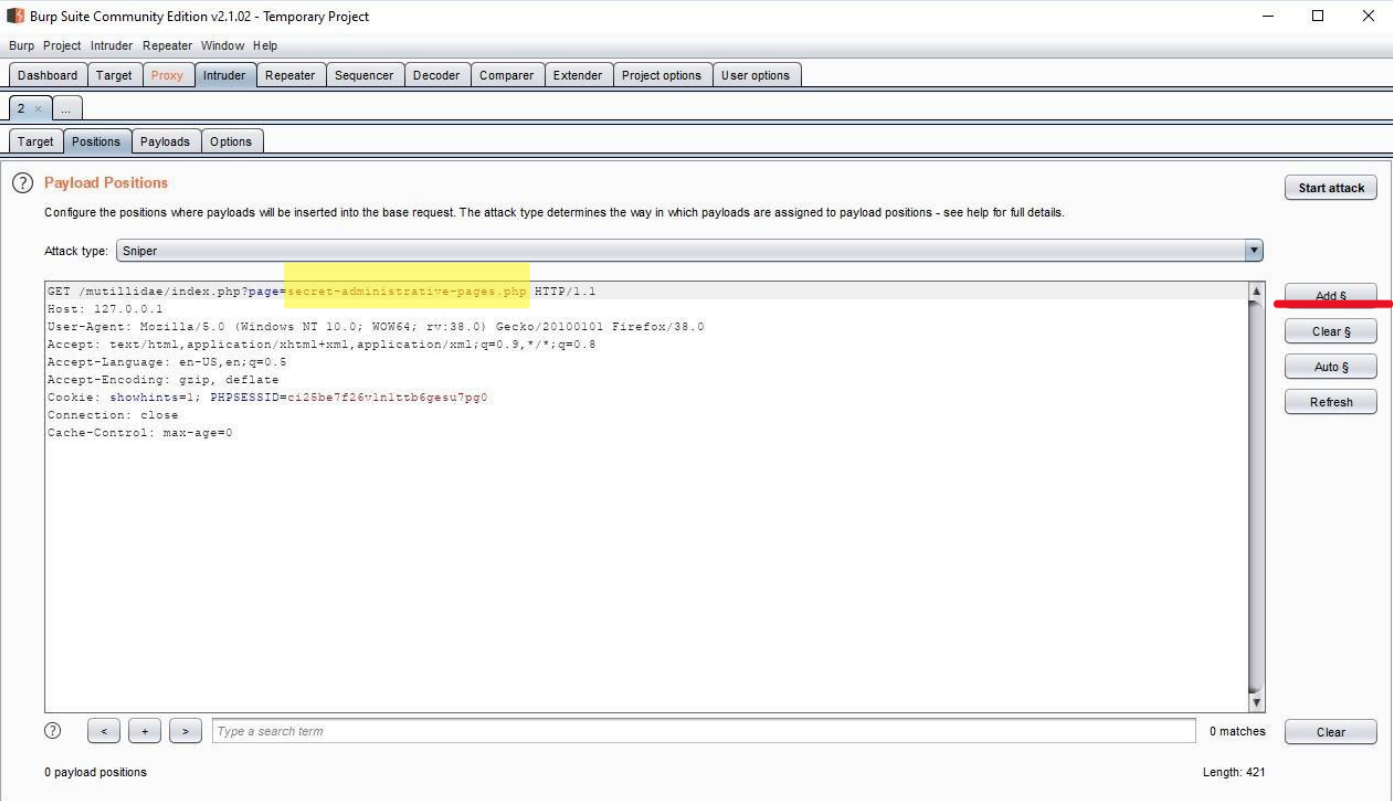 Burp Suite Community Edition v2.1.02 - Temporary Project
Burp Project Intruder Repeater Window Help
Dashboard Target Proxy Intruder Repeater Sequencer Decoder Comparer Extender Project options User options
2 × ...
Target Positions Payloads Options
? Payload Positions
Start attack
Configure the positions where payloads will be inserted into the base request. The attack type determines the way in which payloads are assigned to payload positions - see help for full details.
Attack type: Sniper
GET /mutillidae/index.php?page=secret-administrative-pages.php HTTP/1.1
Add §
Host: 127.0.0.1
User-Agent: Mozilla/5.0 (Windows NT 10.0; WOW64; rv:38.0) Gecko/20100101 Firefox/38.0
Clear §
Accept: text/html,application/xhtml+xml,application/xml;q=0.9,*/*;q=0.8
Accept-Language: en-US,en;q=0.5
Auto §
Accept-Encoding: gzip, deflate
Cookie: showhints=1; PHPSESSID=ci25be7f26v1n1ttb6gesu7pg0
Refresh
Connection: close
Cache-Control: max-age=0
? < + > Type a search term 0 matches Clear
0 payload positions Length: 421